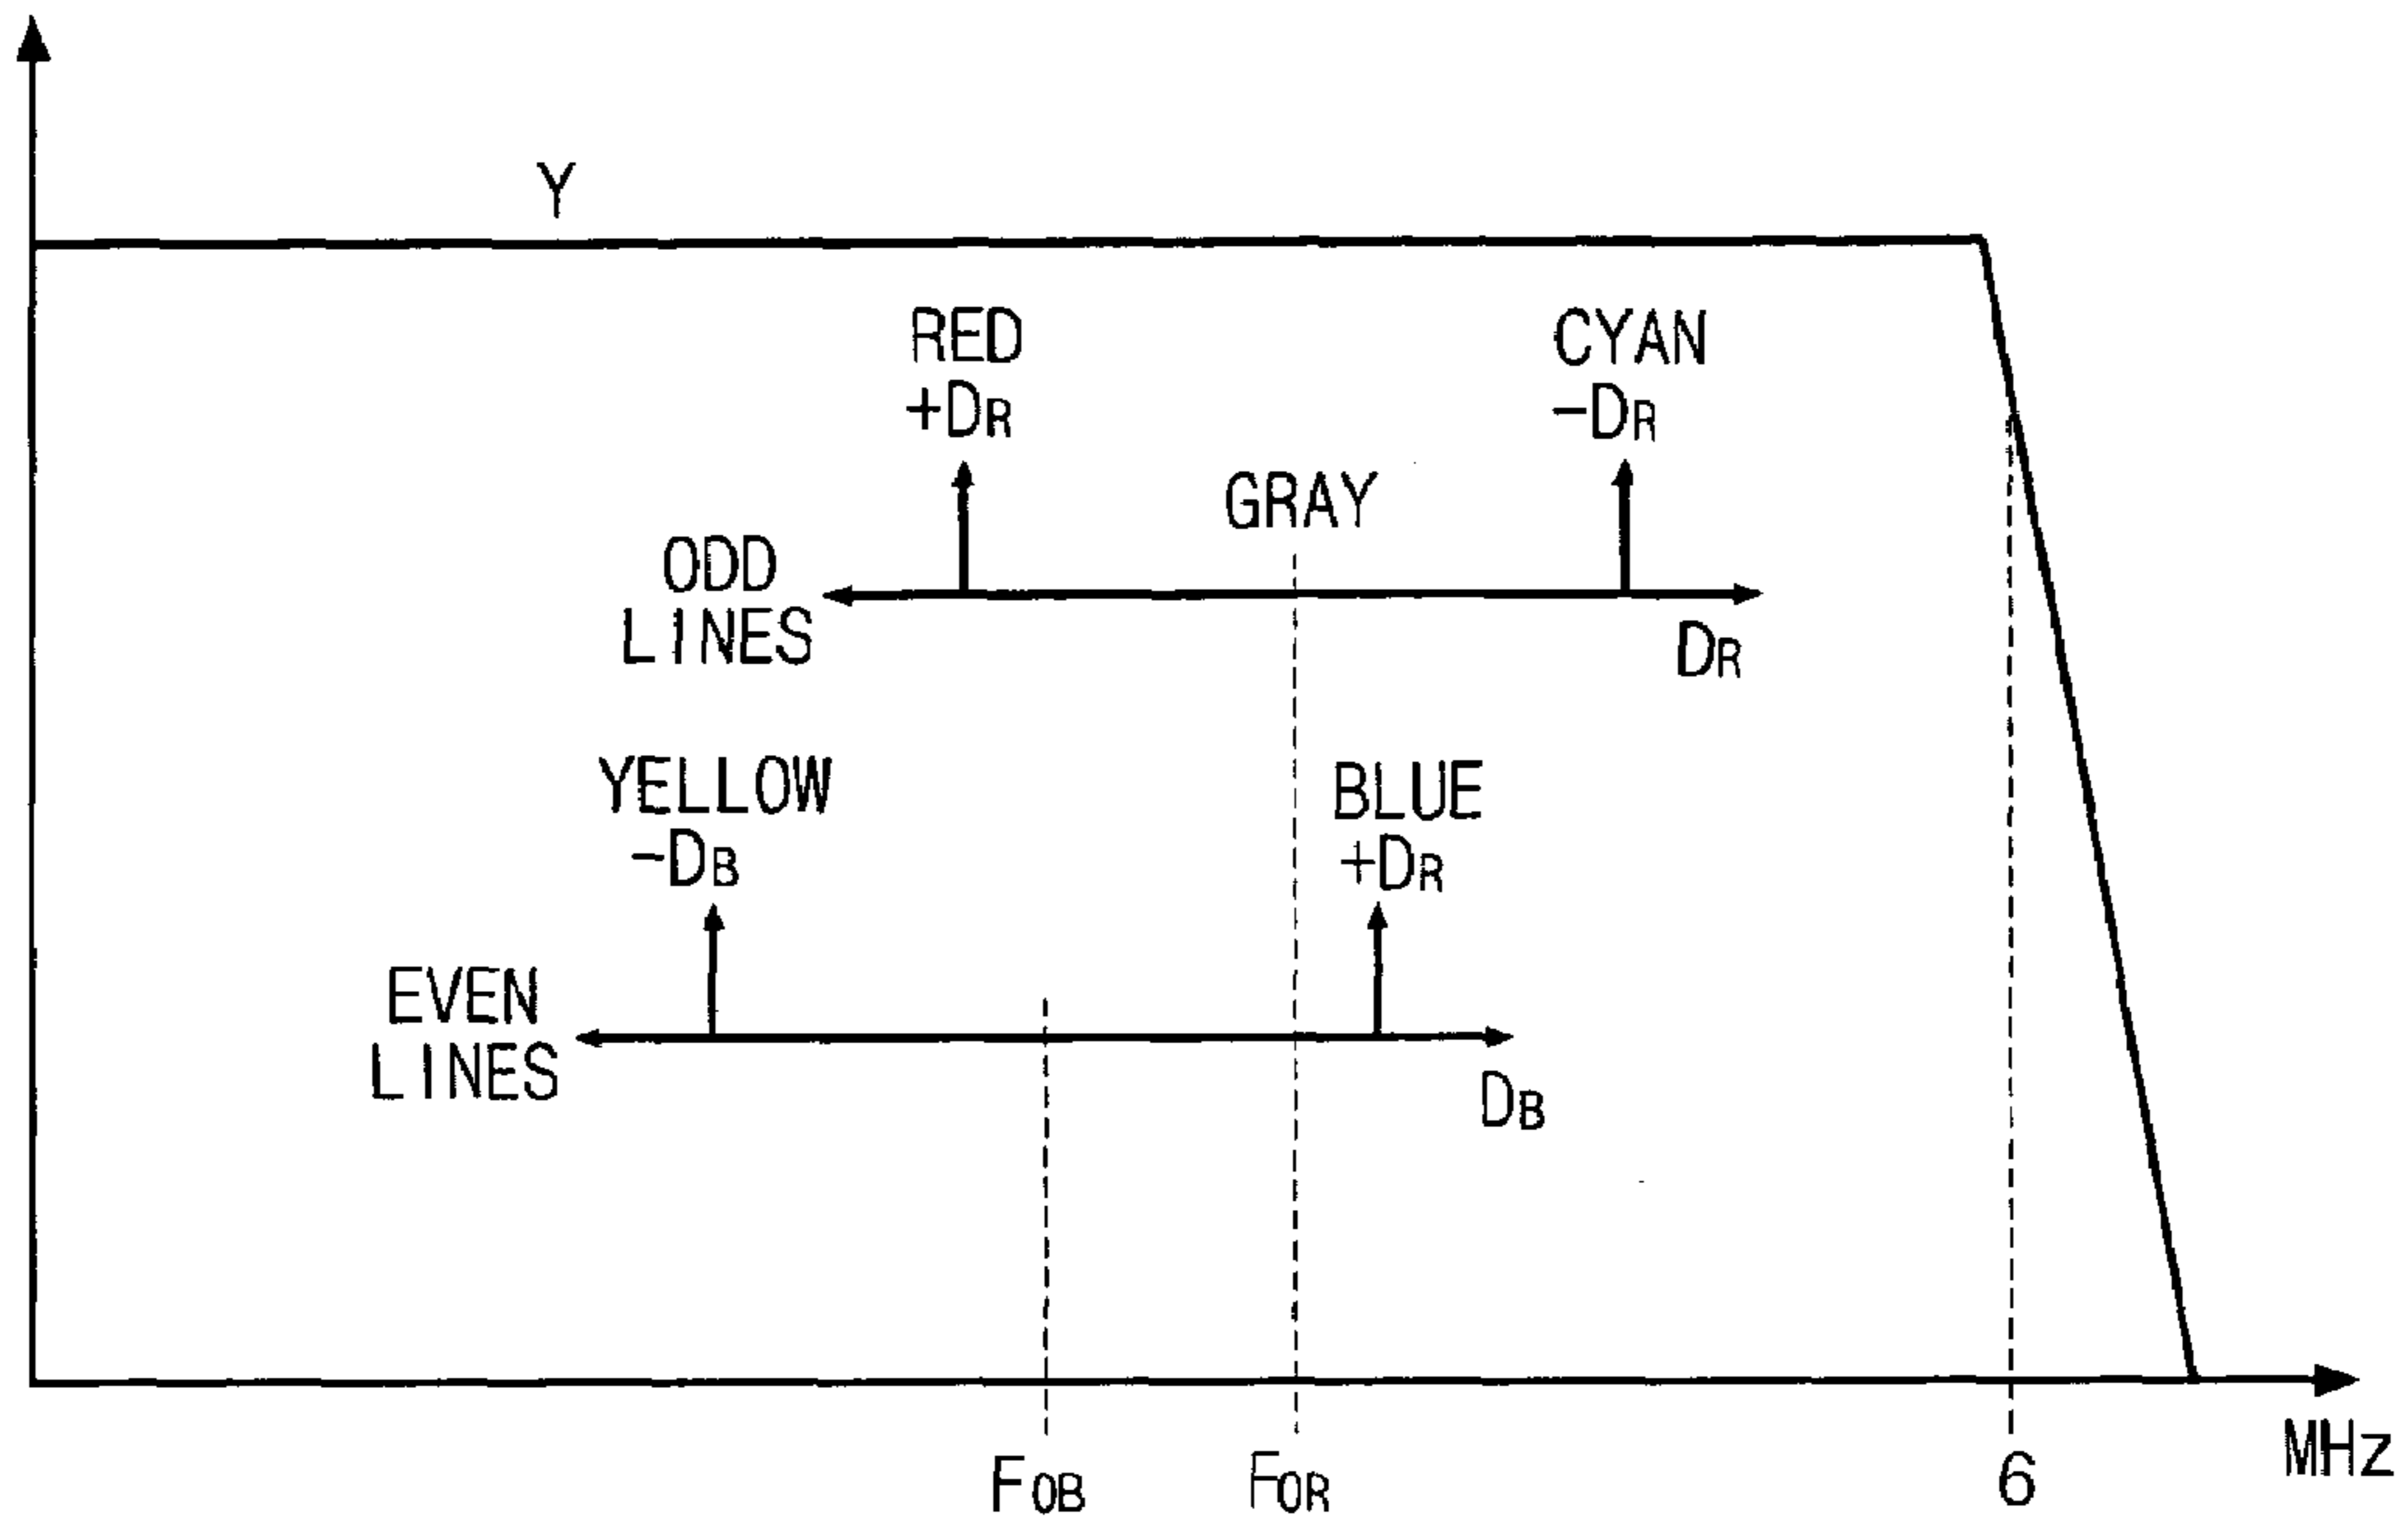 Y
RED
+DR
CYAN
-DR
GRAY
ODD
LINES
DR
YELLOW
-DB
BLUE
+DR
EVEN
LINES
DB
FOB
FOR
6
MHz